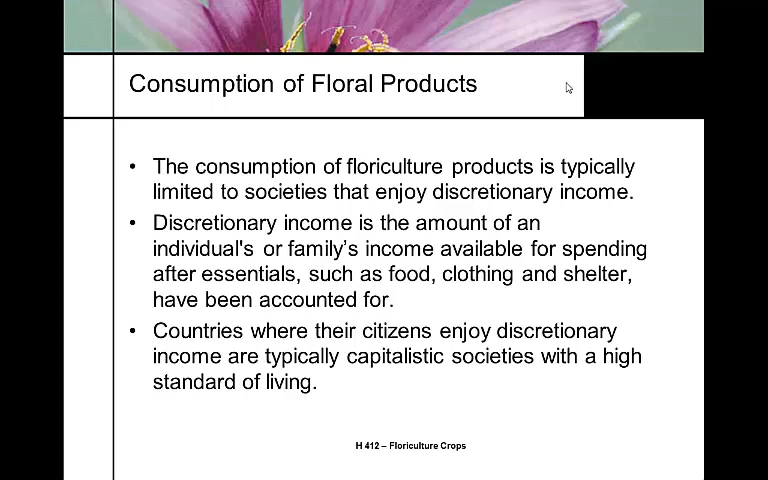 Consumption of Floral Products
• The consumption of floriculture products is typically
limited to societies that enjoy discretionary income.
• Discretionary income is the amount of an
individual's or family’s income available for spending
after essentials, such as food, clothing and shelter,
have been accounted for.
• Countries where their citizens enjoy discretionary
income are typically capitalistic societies with a high
standard of living.
H 412 – Floriculture Crops